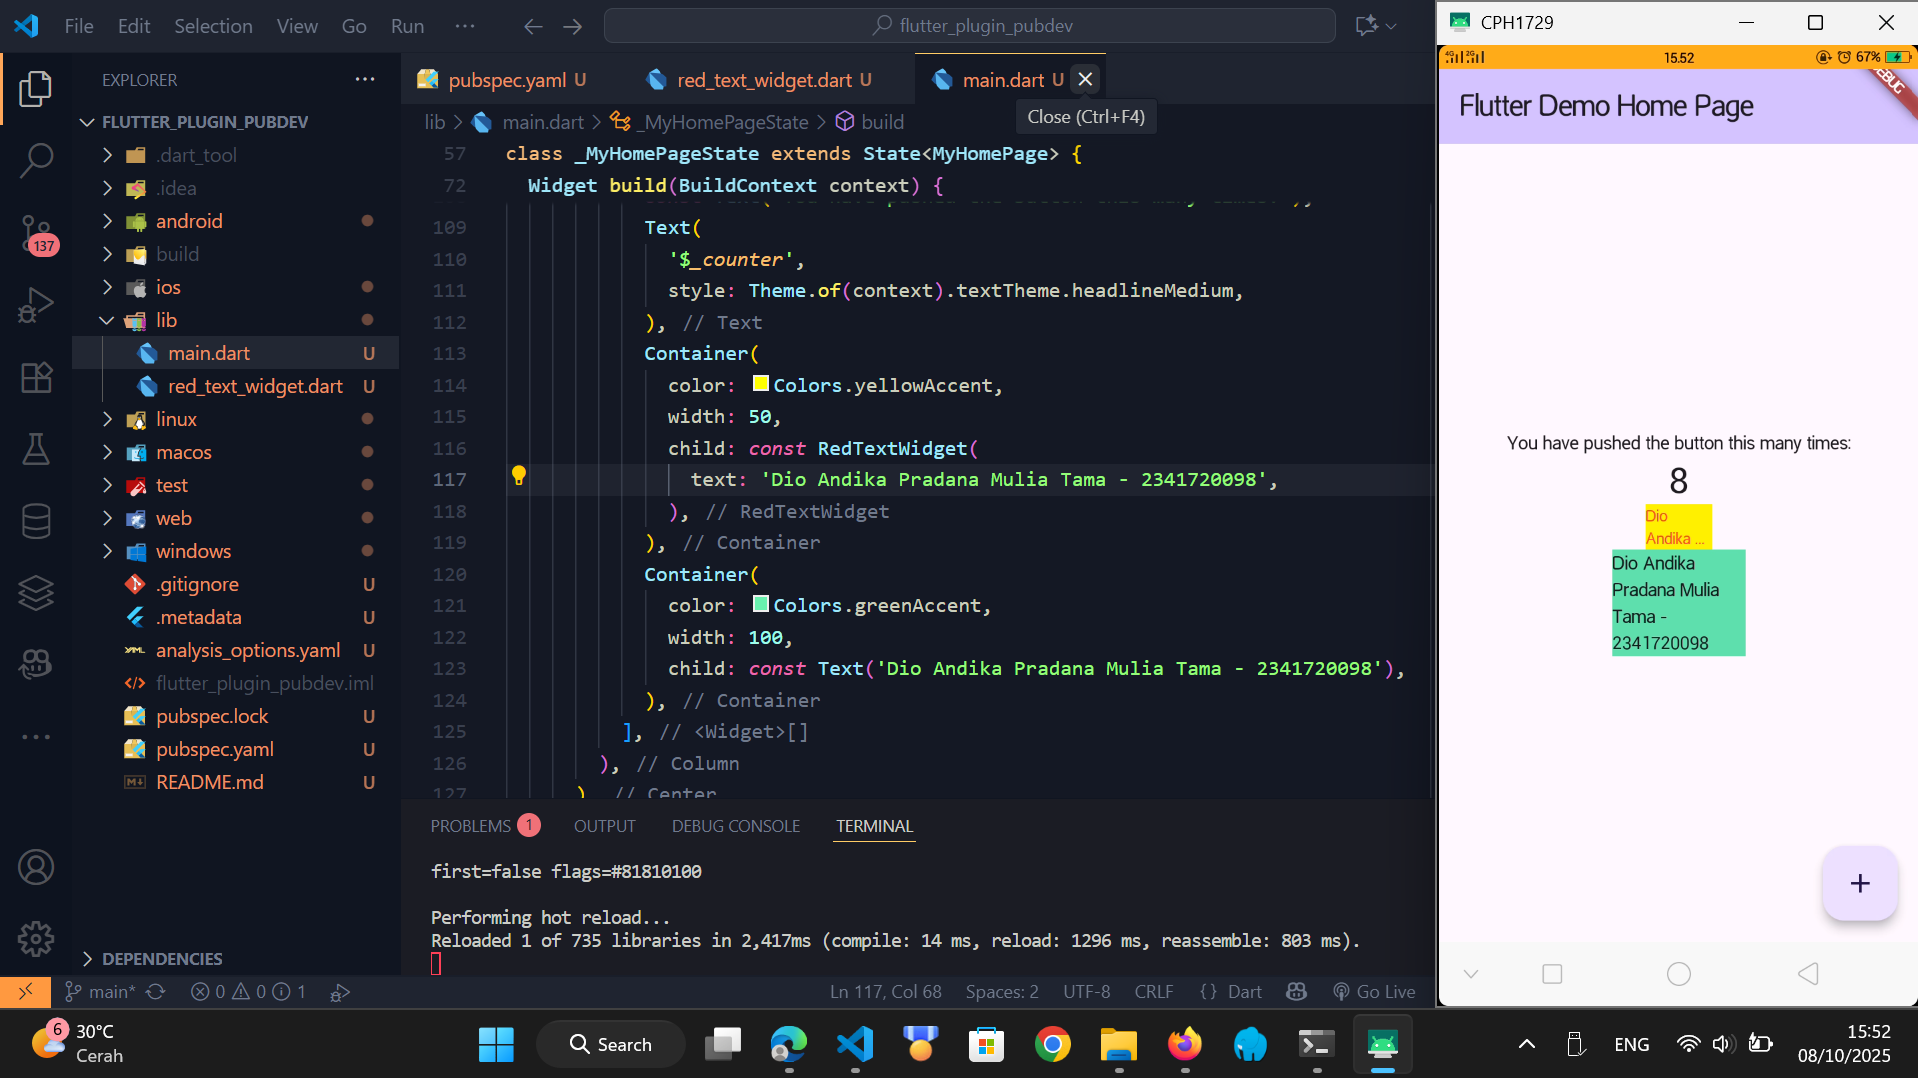 File Edit Selection View Go Run ···
flutter_plugin_pubdev
EXPLORER
FLUTTER_PLUGIN_PUBDEV
.dart_tool
.idea
android
build
ios
lib
main.dart U
red_text_widget.dart U
linux
macos
test
web
windows
.gitignore U
.metadata U
analysis_options.yaml U
flutter_plugin_pubdev.iml
pubspec.lock U
pubspec.yaml U
README.md U
DEPENDENCIES
137
pubspec.yaml U
red_text_widget.dart U
main.dart U
Close (Ctrl+F4)
lib > main.dart > _MyHomePageState > build
57 class _MyHomePageState extends State<MyHomePage> {
72 Widget build(BuildContext context) {
109 Text(
110 '$_counter',
111 style: Theme.of(context).textTheme.headlineMedium,
112 ), // Text
113 Container(
114 color: Colors.yellowAccent,
115 width: 50,
116 child: const RedTextWidget(
117 text: 'Dio Andika Pradana Mulia Tama - 2341720098',
118 ), // RedTextWidget
119 ), // Container
120 Container(
121 color: Colors.greenAccent,
122 width: 100,
123 child: const Text('Dio Andika Pradana Mulia Tama - 2341720098'),
124 ), // Container
125 ], // <Widget>[]
126 ), // Column
127 ) // Center
PROBLEMS 1 OUTPUT DEBUG CONSOLE TERMINAL
first=false flags=#81810100
Performing hot reload...
Reloaded 1 of 735 libraries in 2,417ms (compile: 14 ms, reload: 1296 ms, reassemble: 803 ms).
main* 0 0 1
Ln 117, Col 68 Spaces: 2 UTF-8 CRLF {} Dart Go Live
CPH1729
4G 2G 15.52 67%
DEBUG
Flutter Demo Home Page
You have pushed the button this many times:
8
Dio
Andika ...
Dio Andika
Pradana Mulia
Tama -
2341720098
+
6
30°C
Cerah
Search
ENG
15:52
08/10/2025